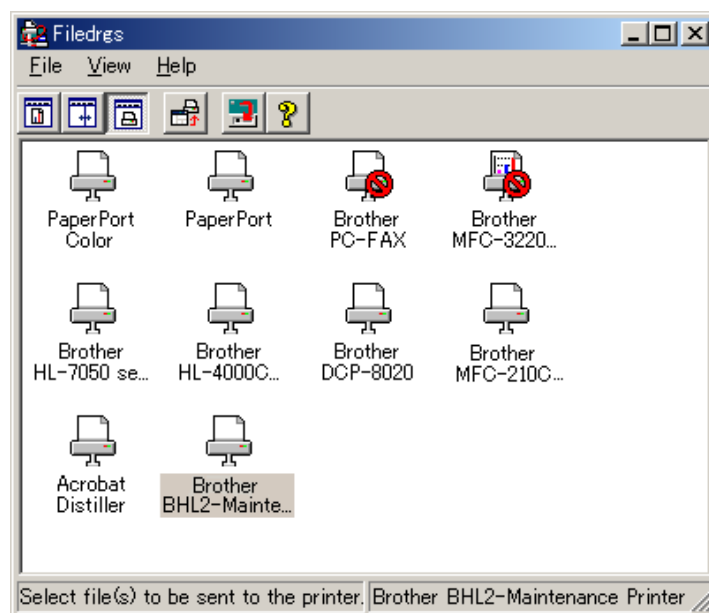 Filedrgs
File View Help
PaperPort
Color
PaperPort
Brother
PC-FAX
Brother
MFC-3220...
Brother
HL-7050 se...
Brother
HL-4000C...
Brother
DCP-8020
Brother
MFC-210C...
Acrobat
Distiller
Brother
BHL2-Mainte...
Select file(s) to be sent to the printer. Brother BHL2-Maintenance Printer